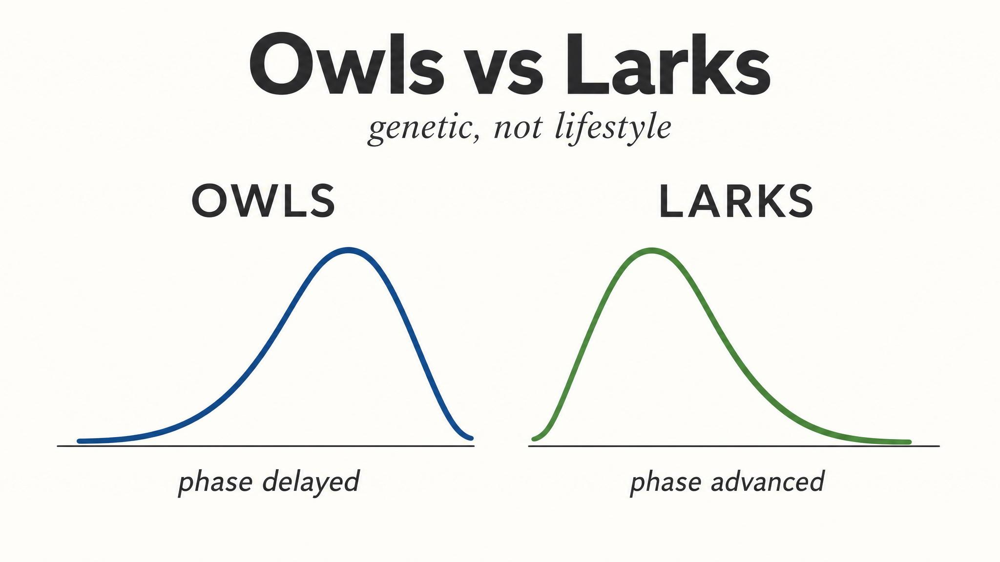 Owls vs Larks
genetic, not lifestyle
OWLS
LARKS
phase delayed
phase advanced